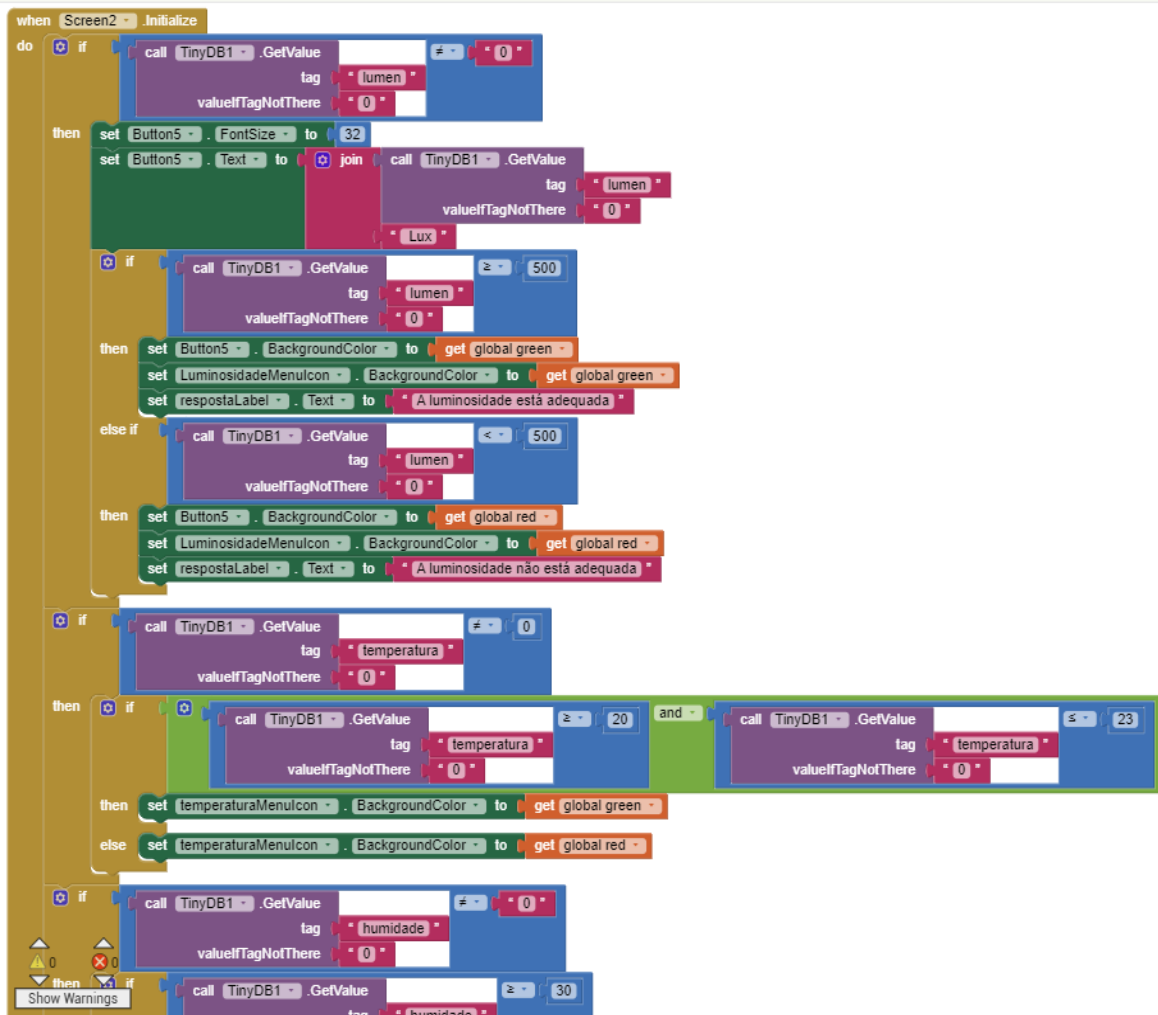 when Screen2 .Initialize
do if call TinyDB1 .GetValue ≠ " 0 "
tag " lumen "
valueIfTagNotThere " 0 "
then set Button5 . FontSize to 32
set Button5 . Text to join call TinyDB1 .GetValue
tag " lumen "
valueIfTagNotThere " 0 "
" Lux "
if call TinyDB1 .GetValue ≥ 500
tag " lumen "
valueIfTagNotThere " 0 "
then set Button5 . BackgroundColor to get global green
set LuminosidadeMenuIcon . BackgroundColor to get global green
set respostaLabel . Text to " A luminosidade está adequada "
else if call TinyDB1 .GetValue < 500
tag " lumen "
valueIfTagNotThere " 0 "
then set Button5 . BackgroundColor to get global red
set LuminosidadeMenuIcon . BackgroundColor to get global red
set respostaLabel . Text to " A luminosidade não está adequada "
if call TinyDB1 .GetValue ≠ 0
tag " temperatura "
valueIfTagNotThere " 0 "
then if call TinyDB1 .GetValue ≥ 20 and call TinyDB1 .GetValue ≤ 23
tag " temperatura " tag " temperatura "
valueIfTagNotThere " 0 " valueIfTagNotThere " 0 "
then set temperaturaMenuIcon . BackgroundColor to get global green
else set temperaturaMenuIcon . BackgroundColor to get global red
if call TinyDB1 .GetValue ≠ " 0 "
tag " humidade "
valueIfTagNotThere " 0 "
0 0
then if call TinyDB1 .GetValue ≥ 30
Show Warnings
tag " humidade "